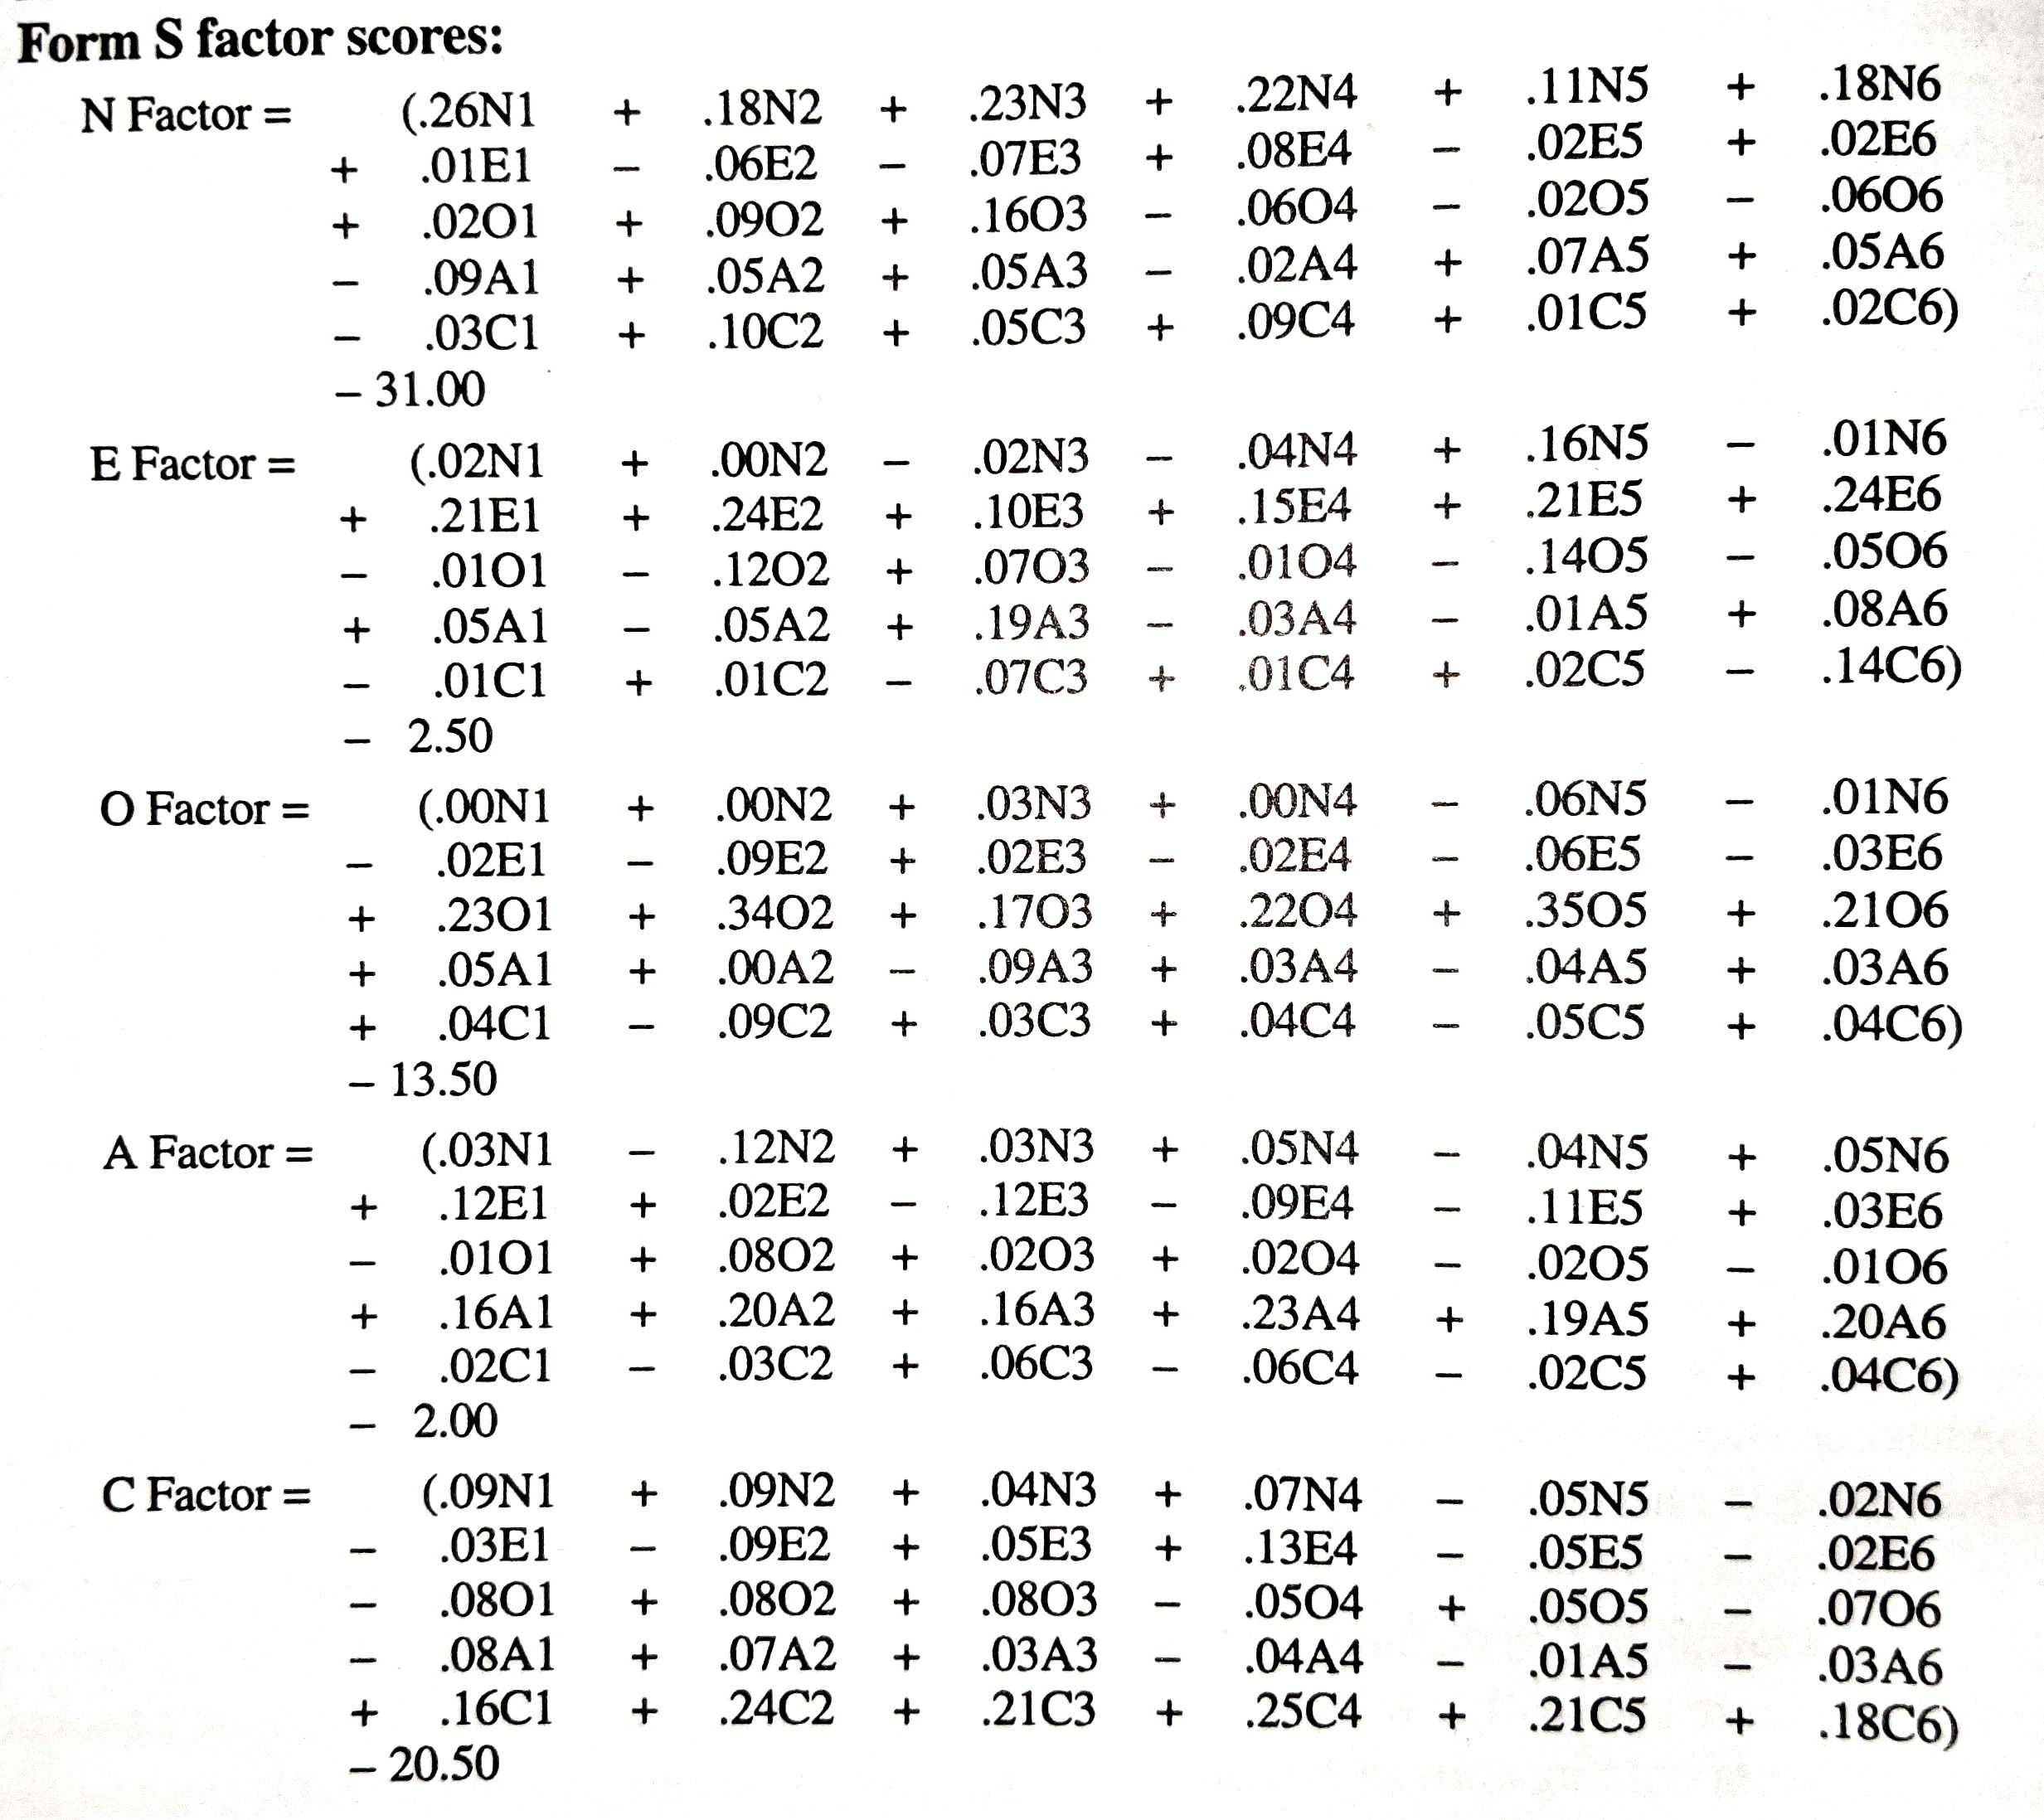 Form S factor scores:
N Factor = (.26N1 + .18N2 + .23N3 + .22N4 + .11N5 + .18N6
+ .01E1 − .06E2 − .07E3 + .08E4 − .02E5 + .02E6
+ .02O1 + .09O2 + .16O3 − .06O4 − .02O5 − .06O6
− .09A1 + .05A2 + .05A3 − .02A4 + .07A5 + .05A6
− .03C1 + .10C2 + .05C3 + .09C4 + .01C5 + .02C6)
− 31.00
E Factor = (.02N1 + .00N2 − .02N3 − .04N4 + .16N5 − .01N6
+ .21E1 + .24E2 + .10E3 + .15E4 + .21E5 + .24E6
− .01O1 − .12O2 + .07O3 − .01O4 − .14O5 − .05O6
+ .05A1 − .05A2 + .19A3 − .03A4 − .01A5 + .08A6
− .01C1 + .01C2 − .07C3 + .01C4 + .02C5 − .14C6)
− 2.50
O Factor = (.00N1 + .00N2 + .03N3 + .00N4 − .06N5 − .01N6
− .02E1 − .09E2 + .02E3 − .02E4 − .06E5 − .03E6
+ .23O1 + .34O2 + .17O3 + .22O4 + .35O5 + .21O6
+ .05A1 + .00A2 − .09A3 + .03A4 − .04A5 + .03A6
+ .04C1 − .09C2 + .03C3 + .04C4 − .05C5 + .04C6)
− 13.50
A Factor = (.03N1 − .12N2 + .03N3 + .05N4 − .04N5 + .05N6
+ .12E1 + .02E2 − .12E3 − .09E4 − .11E5 + .03E6
− .01O1 + .08O2 + .02O3 + .02O4 − .02O5 − .01O6
+ .16A1 + .20A2 + .16A3 + .23A4 + .19A5 + .20A6
− .02C1 − .03C2 + .06C3 − .06C4 − .02C5 + .04C6)
− 2.00
C Factor = (.09N1 + .09N2 + .04N3 + .07N4 − .05N5 − .02N6
− .03E1 − .09E2 + .05E3 + .13E4 − .05E5 − .02E6
− .08O1 + .08O2 + .08O3 − .05O4 + .05O5 − .07O6
− .08A1 + .07A2 + .03A3 − .04A4 − .01A5 − .03A6
+ .16C1 + .24C2 + .21C3 + .25C4 + .21C5 + .18C6)
− 20.50